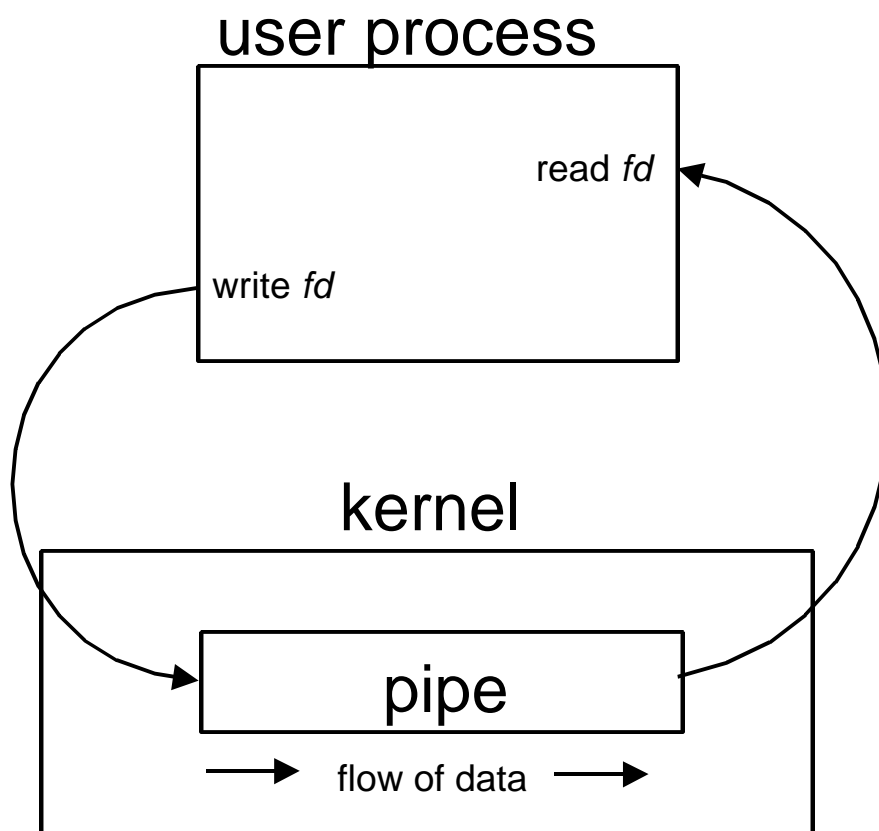 user process
read fd
write fd
kernel
pipe
flow of data